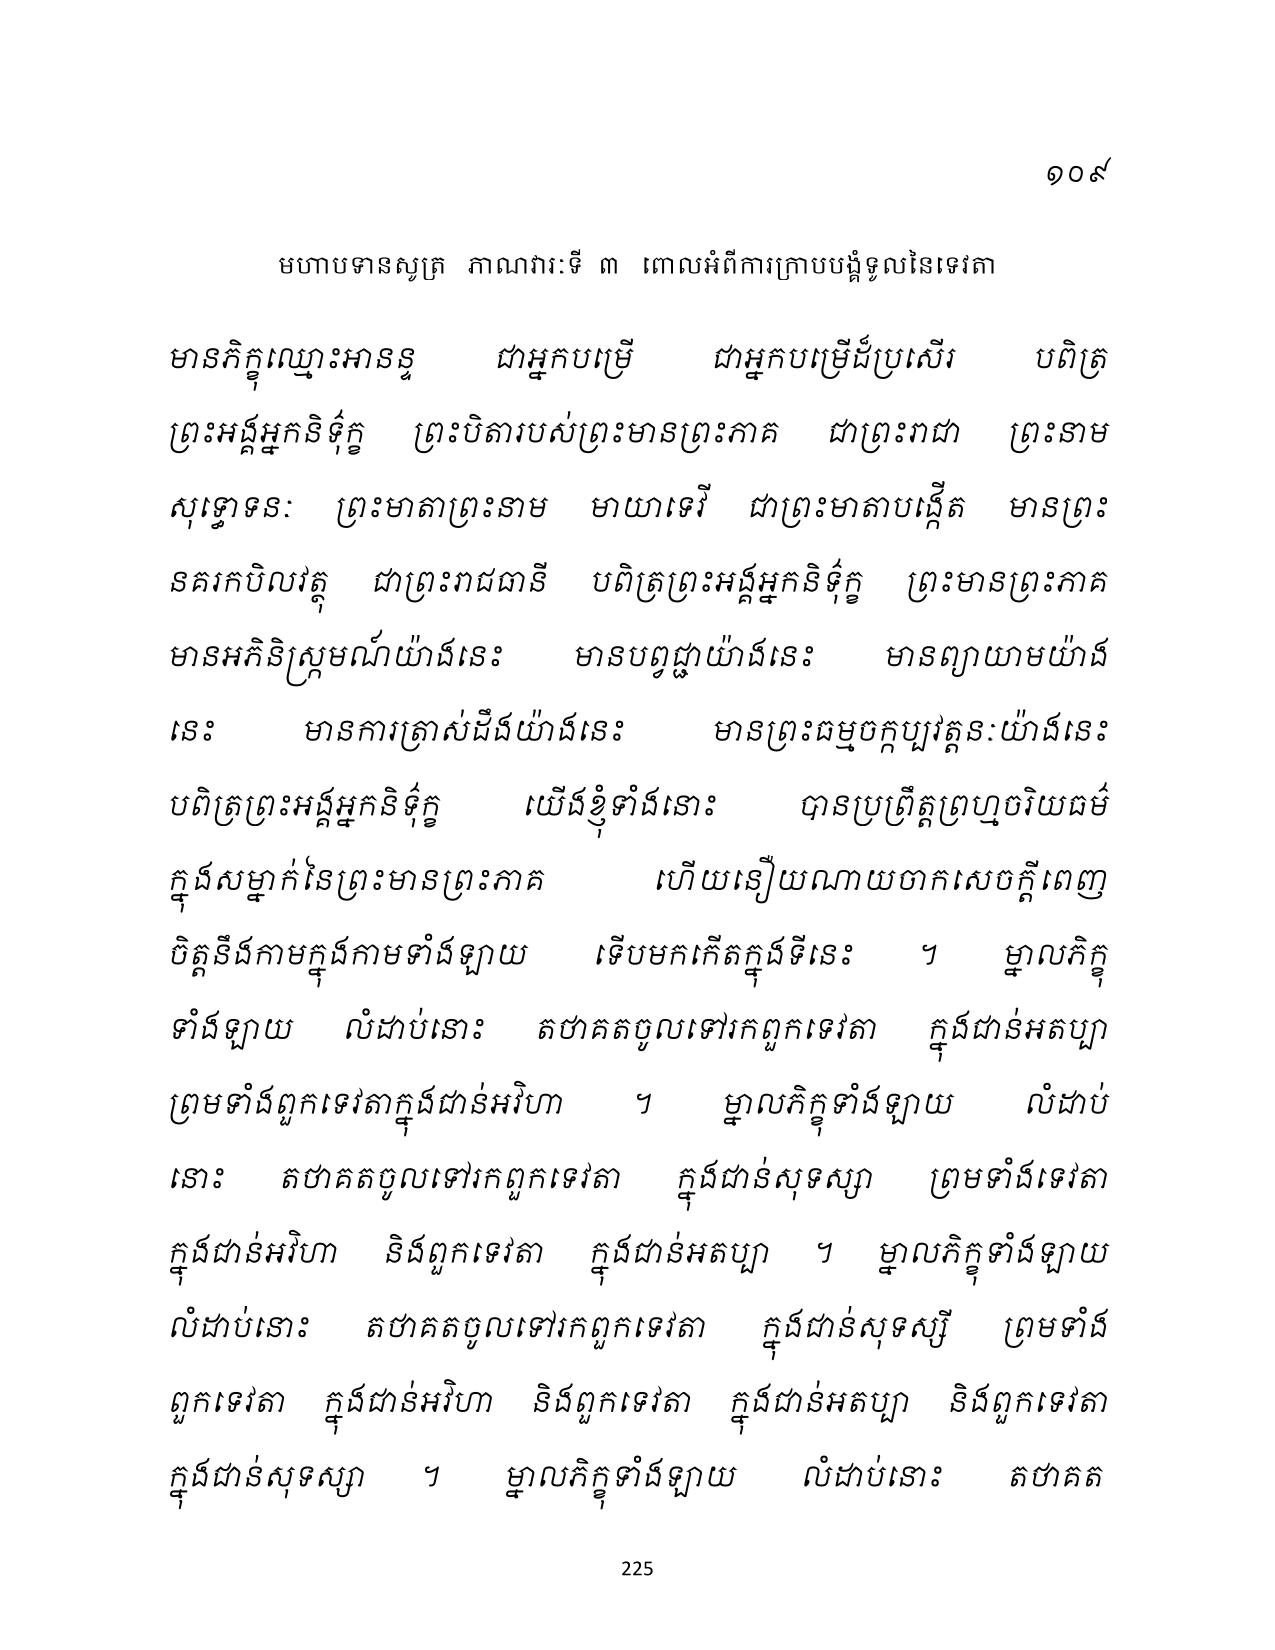 ១០៩
មហាបទានសូត្រ ភាណវារៈទី ៣ ពោលអំពីការក្រាបបង្គំទូលនៃទេវតា
មានភិក្ខុឈ្មោះអានន្ទ ជាអ្នកបម្រើ ជាអ្នកបម្រើដ៏ប្រសើរ បពិត្រ
ព្រះអង្គអ្នកនិទ៌ុក្ខ ព្រះបិតារបស់ព្រះមានព្រះភាគ ជាព្រះរាជា ព្រះនាម
សុទ្ធោទនៈ ព្រះមាតាព្រះនាម មាយាទេវី ជាព្រះមាតាបង្កើត មានព្រះ
នគរកបិលវត្ថុ ជាព្រះរាជធានី បពិត្រព្រះអង្គអ្នកនិទ៌ុក្ខ ព្រះមានព្រះភាគ
មានអភិនិស្ក្រមណ៍យ៉ាងនេះ មានបព្វជ្ជាយ៉ាងនេះ មានព្យាយាមយ៉ាង
នេះ មានការត្រាស់ដឹងយ៉ាងនេះ មានព្រះធម្មចក្កប្បវត្តនៈយ៉ាងនេះ
បពិត្រព្រះអង្គអ្នកនិទ៌ុក្ខ យើងខ្ញុំទាំងនោះ បានប្រព្រឹត្តព្រហ្មចរិយធម៌
ក្នុងសម្នាក់នៃព្រះមានព្រះភាគ ហើយនឿយណាយចាកសេចក្តីពេញ
ចិត្តនឹងកាមក្នុងកាមទាំងឡាយ ទើបមកកើតក្នុងទីនេះ ។ ម្នាលភិក្ខុ
ទាំងឡាយ លំដាប់នោះ តថាគតចូលទៅរកពួកទេវតា ក្នុងជាន់អតប្បា
ព្រមទាំងពួកទេវតាក្នុងជាន់អវិហា ។ ម្នាលភិក្ខុទាំងឡាយ លំដាប់
នោះ តថាគតចូលទៅរកពួកទេវតា ក្នុងជាន់សុទស្សា ព្រមទាំងទេវតា
ក្នុងជាន់អវិហា និងពួកទេវតា ក្នុងជាន់អតប្បា ។ ម្នាលភិក្ខុទាំងឡាយ
លំដាប់នោះ តថាគតចូលទៅរកពួកទេវតា ក្នុងជាន់សុទស្សី ព្រមទាំង
ពួកទេវតា ក្នុងជាន់អវិហា និងពួកទេវតា ក្នុងជាន់អតប្បា និងពួកទេវតា
ក្នុងជាន់សុទស្សា ។ ម្នាលភិក្ខុទាំងឡាយ លំដាប់នោះ តថាគត
225